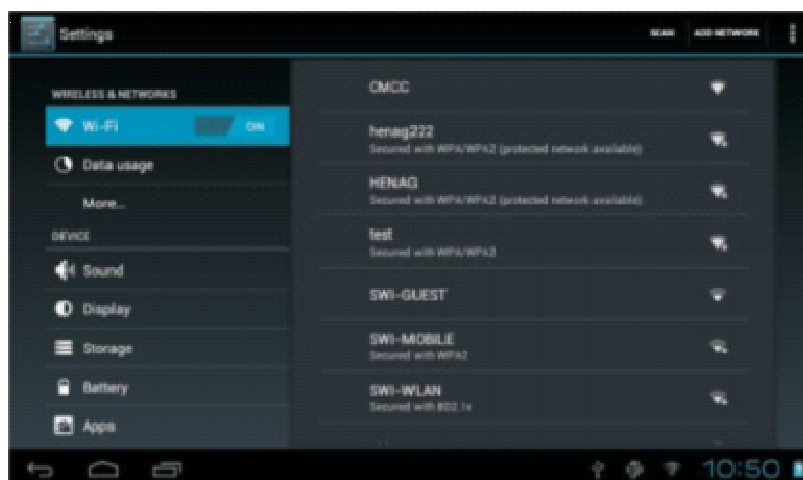 Settings
SCAN ADD NETWORK
WIRELESS & NETWORKS
Wi-Fi ON
Data usage
More...
DEVICE
Sound
Display
Storage
Battery
Apps
CMCC
henag222
Secured with WPA/WPA2 (protected network available)
HENAG
Secured with WPA/WPA2 (protected network available)
test
Secured with WPA/WPA2
SWI-GUEST
SWI-MOBILE
Secured with WPA2
SWI-WLAN
Secured with 802.1x
10:50